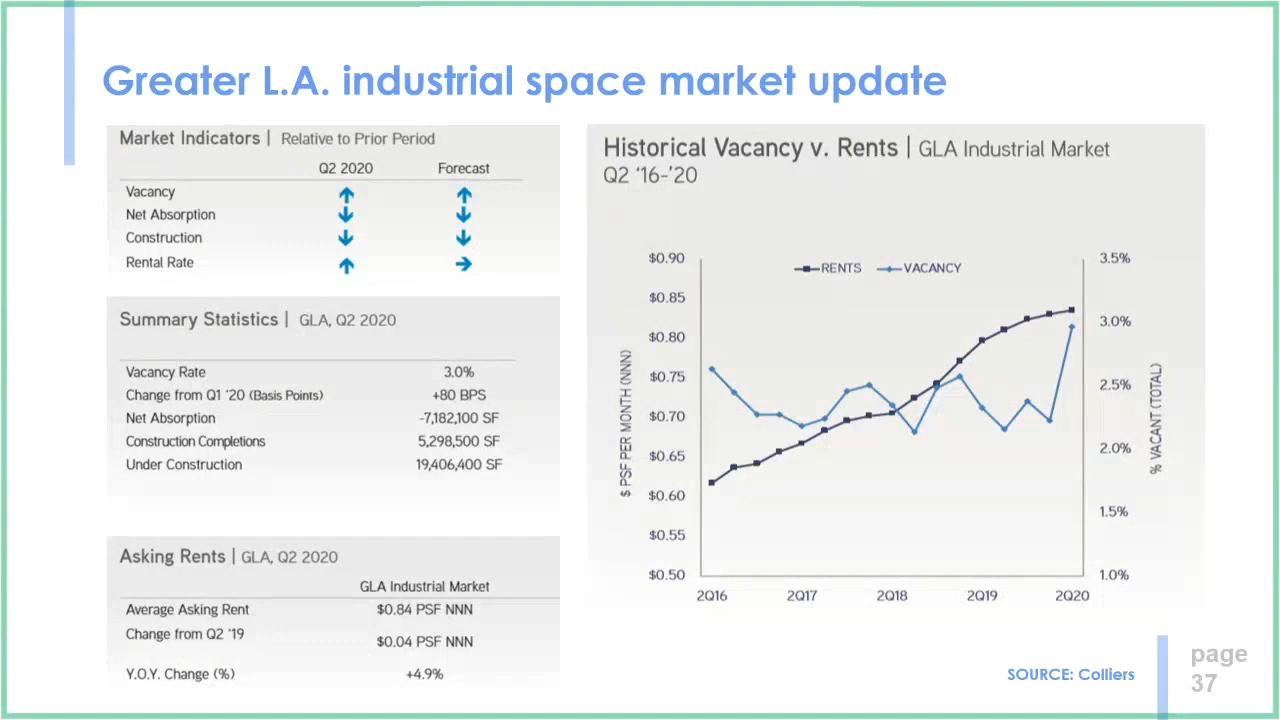 Greater L.A. industrial space market update
Market Indicators | Relative to Prior Period
Q2 2020 Forecast
Vacancy
Net Absorption
Construction
Rental Rate
Summary Statistics | GLA, Q2 2020
Vacancy Rate 3.0%
Change from Q1 '20 (Basis Points) +80 BPS
Net Absorption -7,182,100 SF
Construction Completions 5,298,500 SF
Under Construction 19,406,400 SF
Asking Rents | GLA, Q2 2020
GLA Industrial Market
Average Asking Rent $0.84 PSF NNN
Change from Q2 '19 $0.04 PSF NNN
Y.O.Y. Change (%) +4.9%
Historical Vacancy v. Rents | GLA Industrial Market
Q2 '16-'20
RENTS VACANCY
$ PSF PER MONTH (NNN)
$0.90
$0.85
$0.80
$0.75
$0.70
$0.65
$0.60
$0.55
$0.50
3.5%
3.0%
2.5%
2.0%
1.5%
1.0%
% VACANT (TOTAL)
2Q16 2Q17 2Q18 2Q19 2Q20
SOURCE: Colliers
page
37